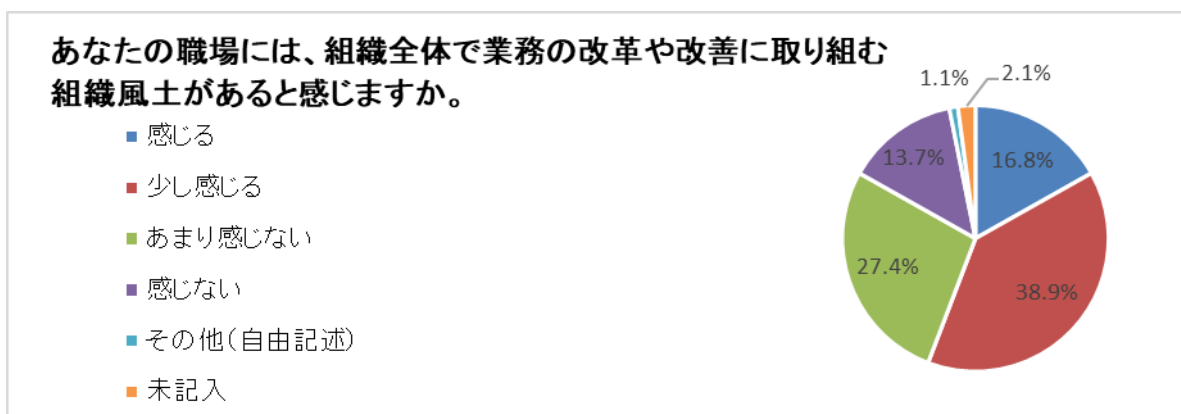 あなたの職場には、組織全体で業務の改革や改善に取り組む
組織風土があると感じますか。
感じる
少し感じる
あまり感じない
感じない
その他(自由記述)
未記入
1.1%
2.1%
13.7%
16.8%
27.4%
38.9%